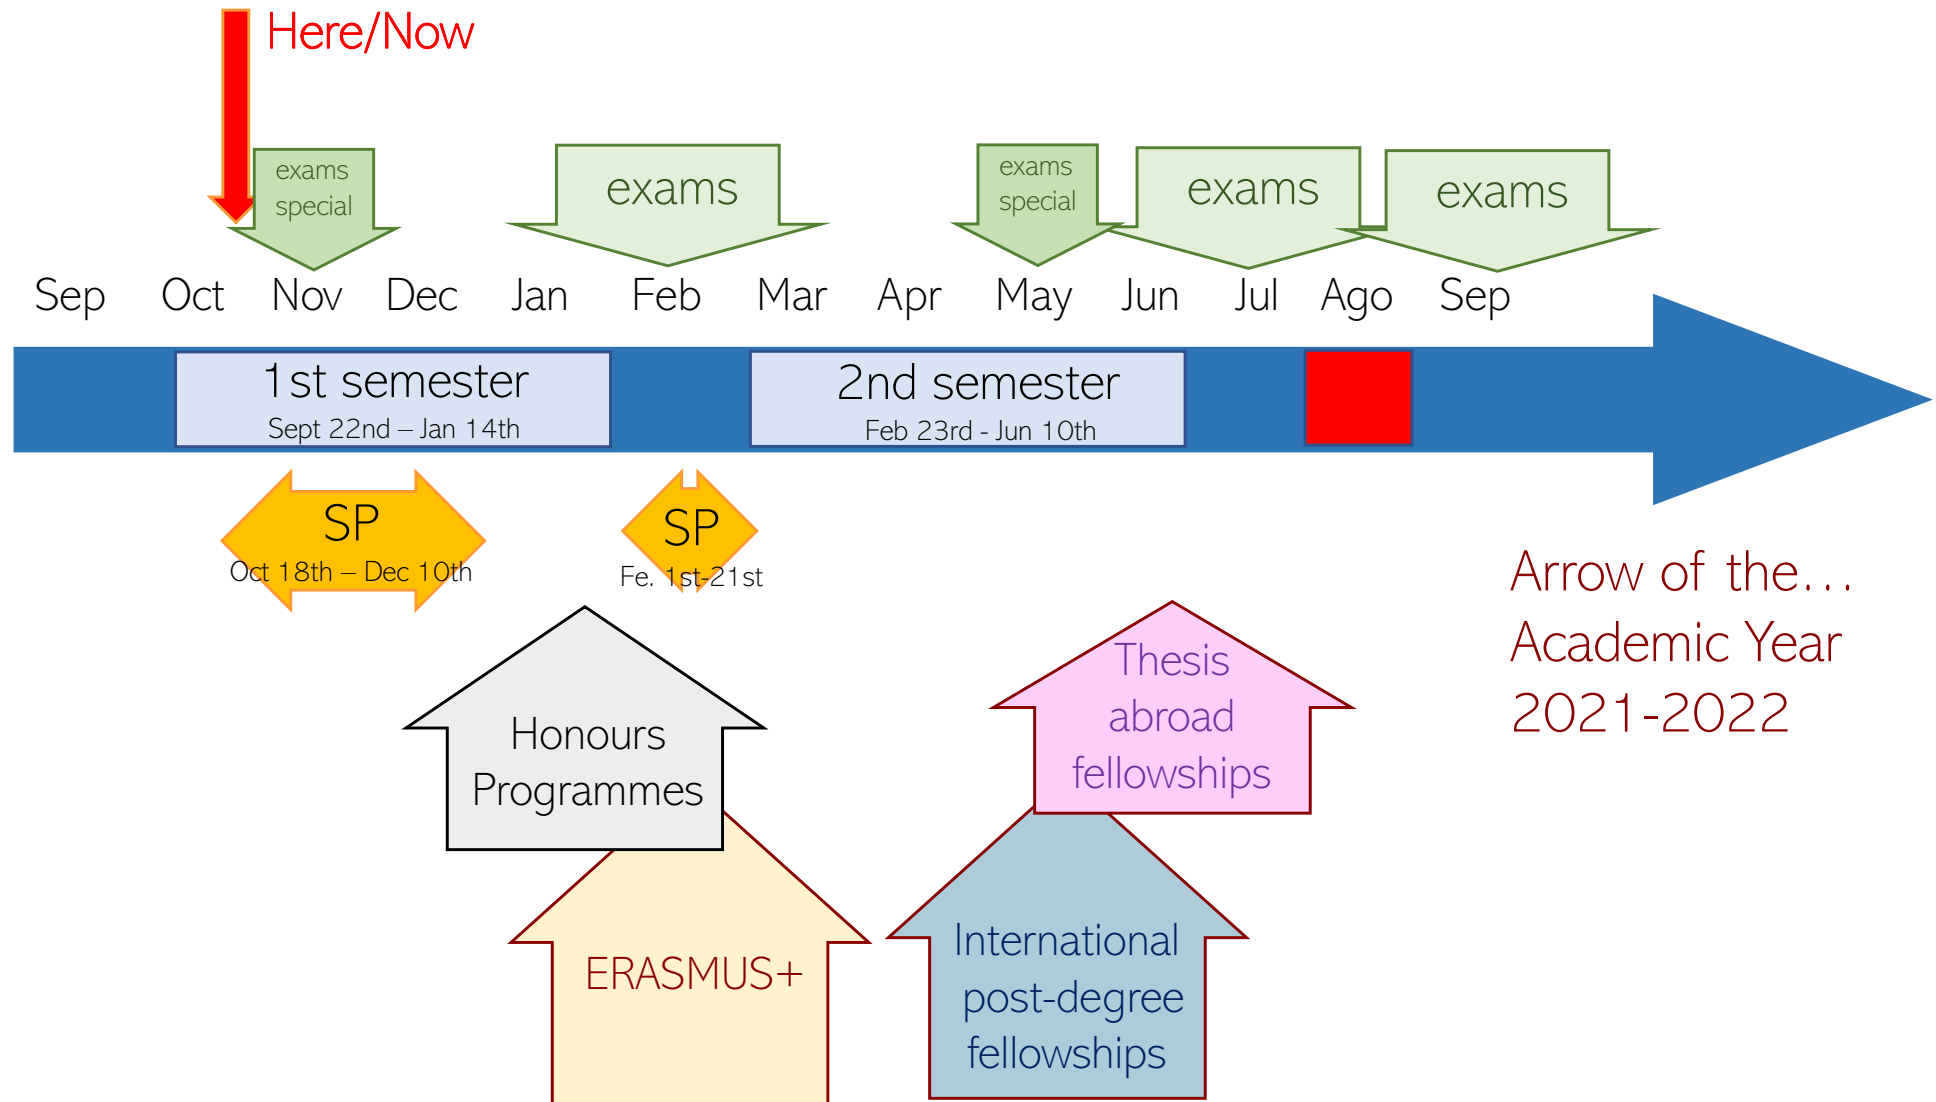 Here/Now
exams
special
exams
exams
special
exams
exams
Sep Oct Nov Dec Jan Feb Mar Apr May Jun Jul Ago Sep
1st semester
Sept 22nd – Jan 14th
2nd semester
Feb 23rd - Jun 10th
SP
Oct 18th – Dec 10th
SP
Fe. 1st-21st
Arrow of the…
Academic Year
2021-2022
Honours
Programmes
Thesis
abroad
fellowships
ERASMUS+
International
post-degree
fellowships